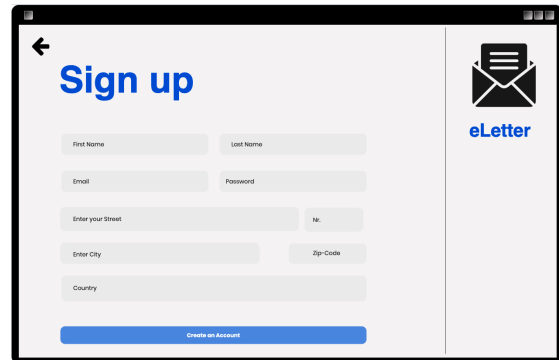 Sign up
eLetter
First Name
Last Name
Email
Password
Enter your Street
Nr.
Enter City
Zip-Code
Country
Create an Account